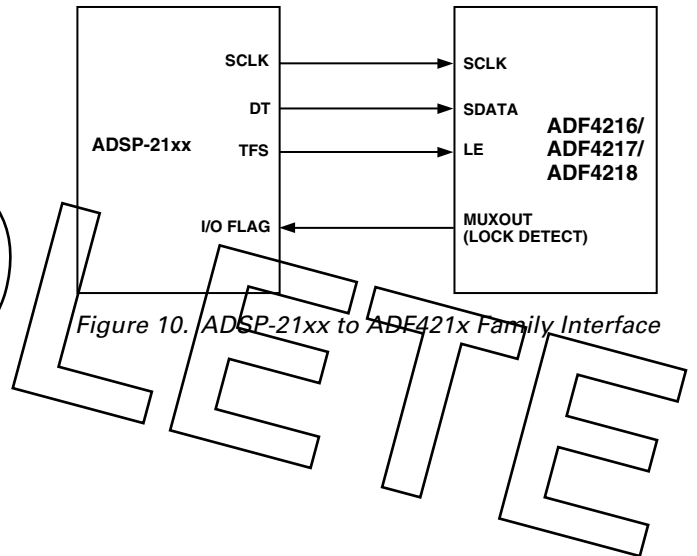 SCLK
DT
ADSP-21xx
TFS
I/O FLAG
SCLK
SDATA
LE
ADF4216/
ADF4217/
ADF4218
MUXOUT
(LOCK DETECT)
Figure 10. ADSP-21xx to ADF421x Family Interface
LETE